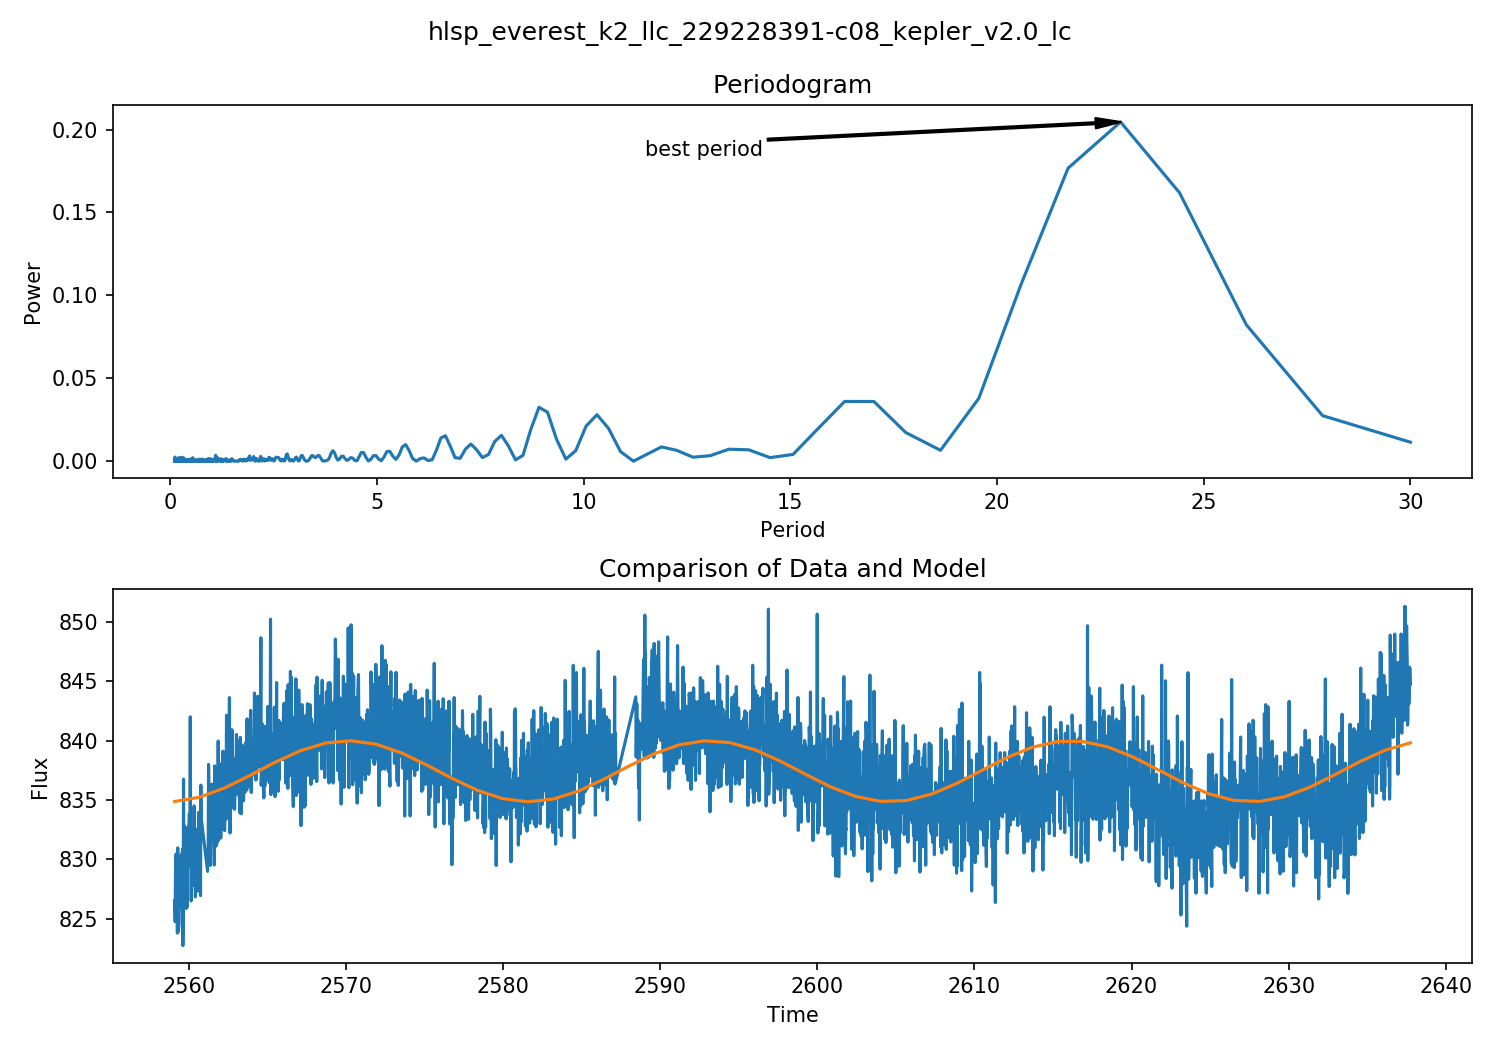 hlsp_everest_k2_llc_229228391-c08_kepler_v2.0_lc
Periodogram
0.20
0.15
0.10
0.05
0.00
Power
best period
0 5 10 15 20 25 30
Period
Comparison of Data and Model
850
845
840
835
830
825
Flux
2560 2570 2580 2590 2600 2610 2620 2630 2640
Time